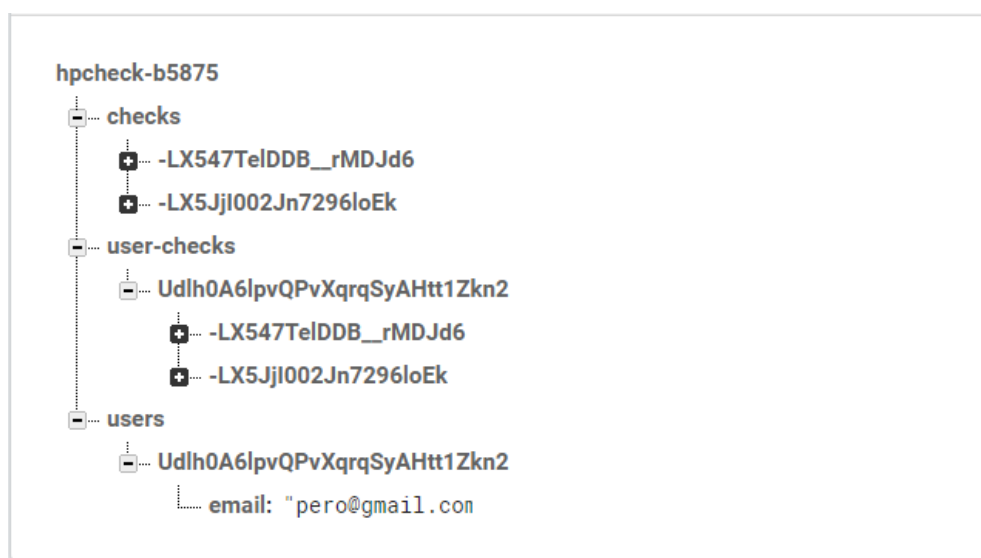 hpcheck-b5875
checks
-LX547TelDDB__rMDJd6
-LX5JjI002Jn7296loEk
user-checks
Udlh0A6lpvQPvXqrqSyAHtt1Zkn2
-LX547TelDDB__rMDJd6
-LX5JjI002Jn7296loEk
users
Udlh0A6lpvQPvXqrqSyAHtt1Zkn2
email: "pero@gmail.com